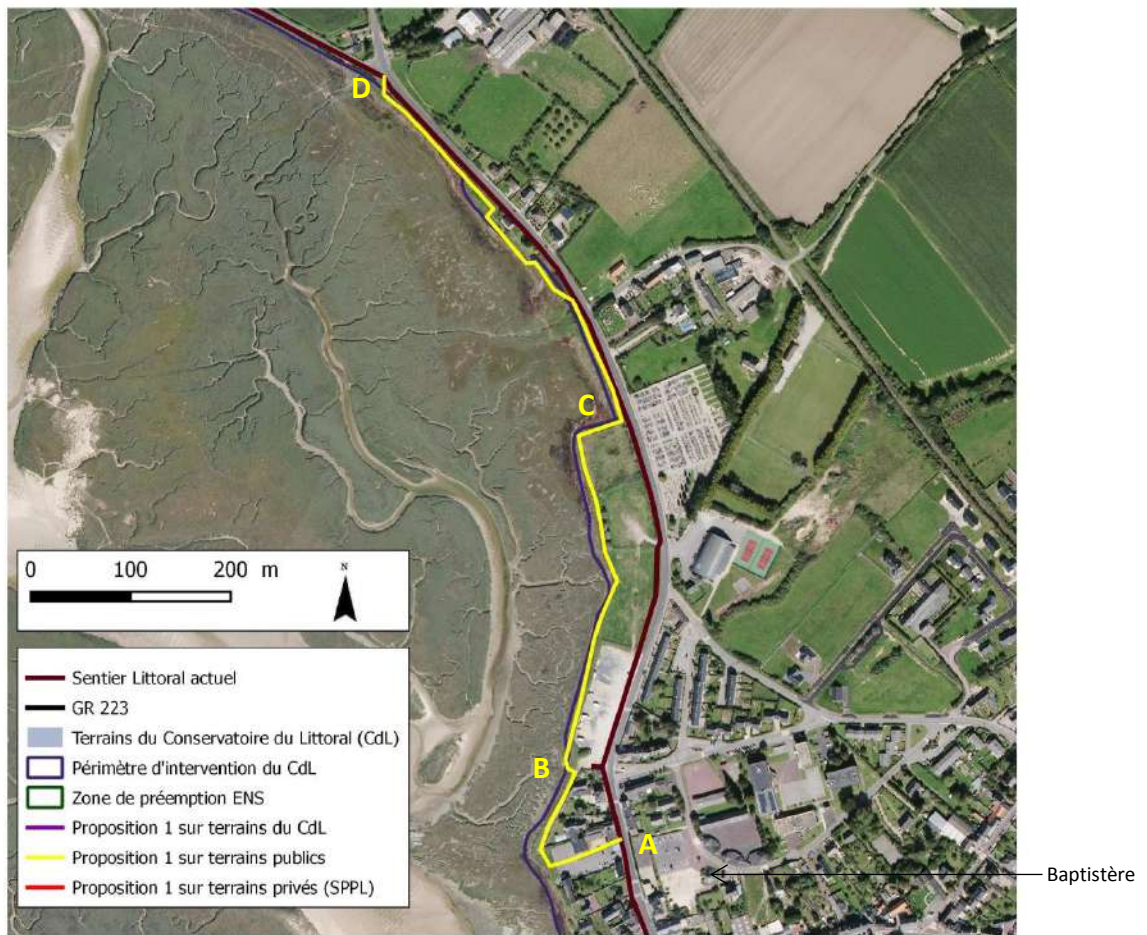 D
C
B
A
Baptistère
0 100 200 m
N
Sentier Littoral actuel
GR 223
Terrains du Conservatoire du Littoral (CdL)
Périmètre d'intervention du CdL
Zone de préemption ENS
Proposition 1 sur terrains du CdL
Proposition 1 sur terrains publics
Proposition 1 sur terrains privés (SPPL)